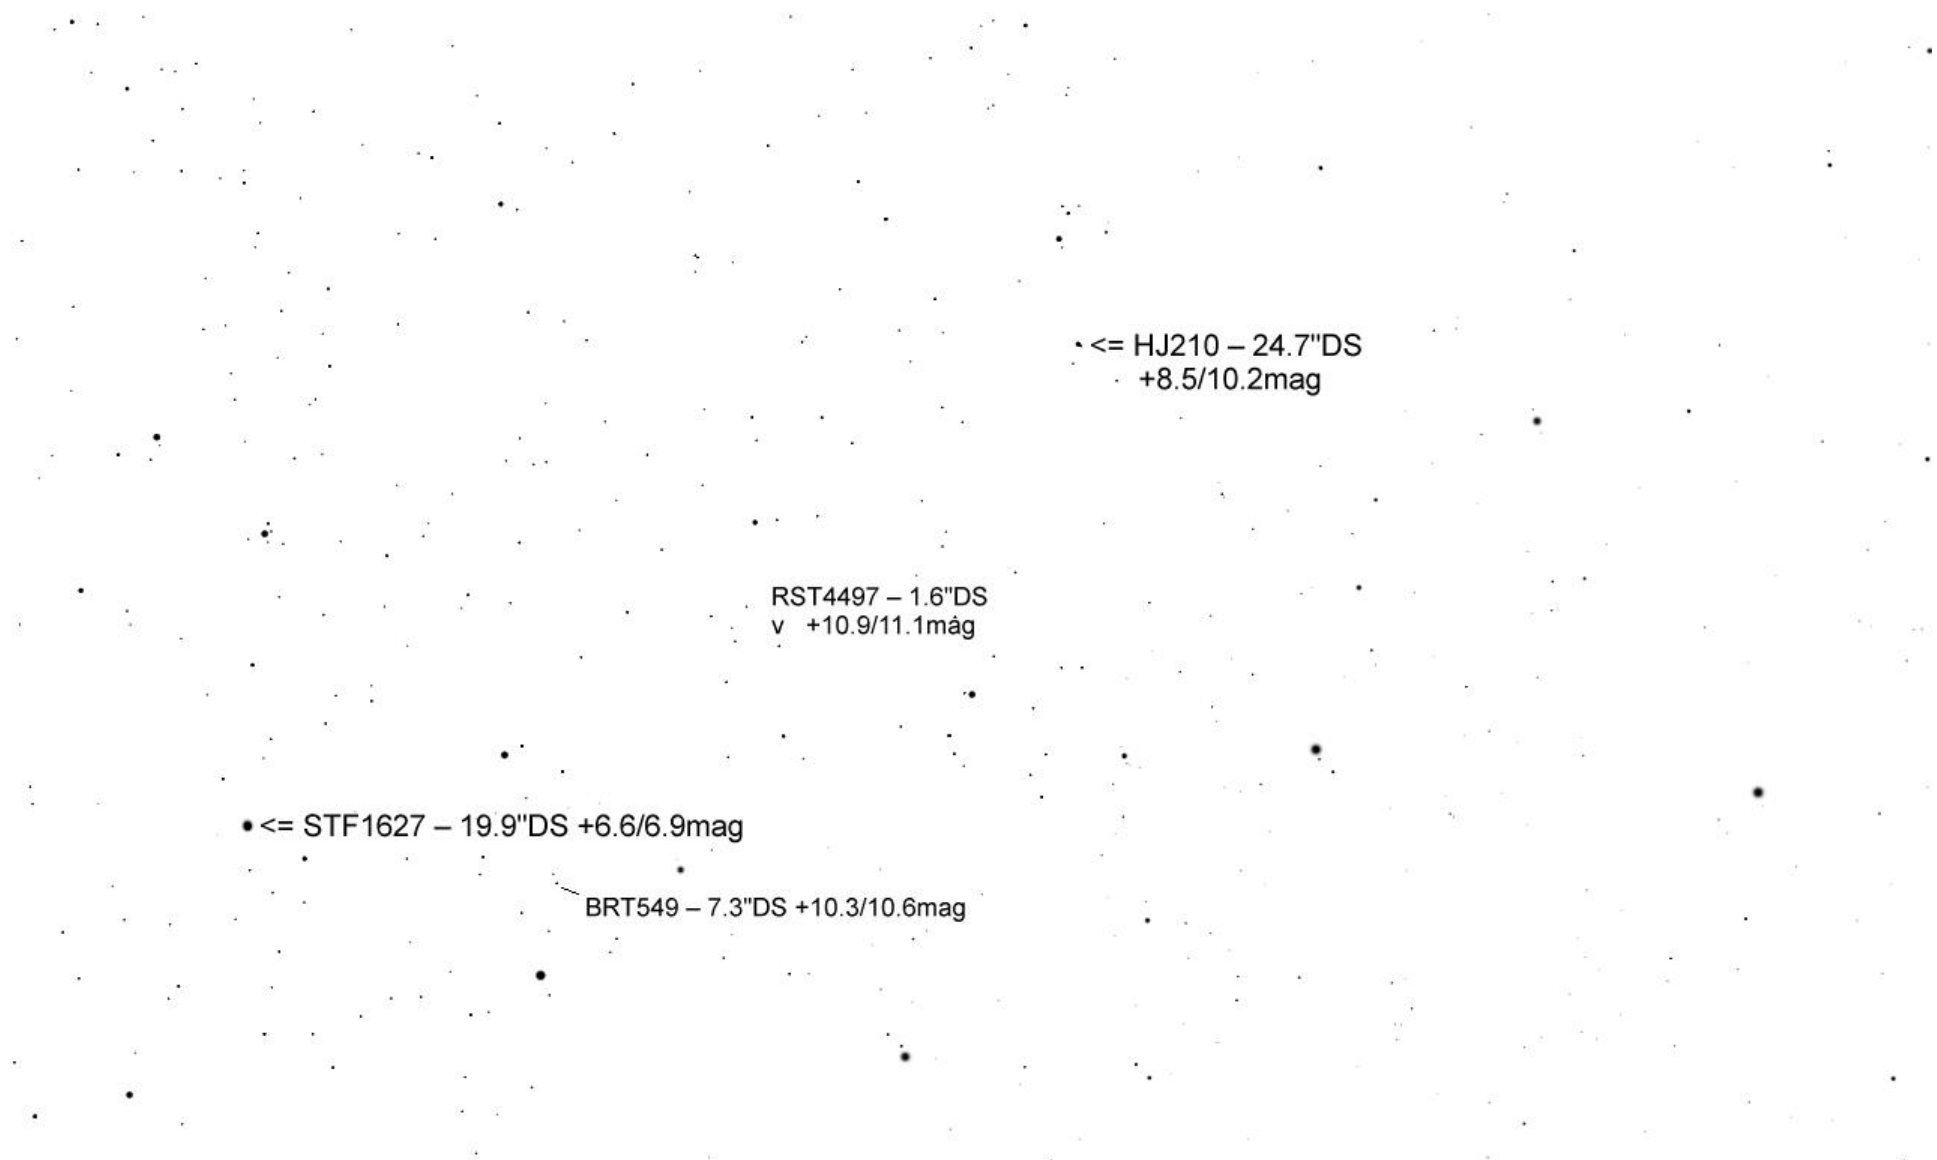 <= HJ210 – 24.7"DS
+8.5/10.2mag
RST4497 – 1.6"DS
v +10.9/11.1mag
<= STF1627 – 19.9"DS +6.6/6.9mag
BRT549 – 7.3"DS +10.3/10.6mag